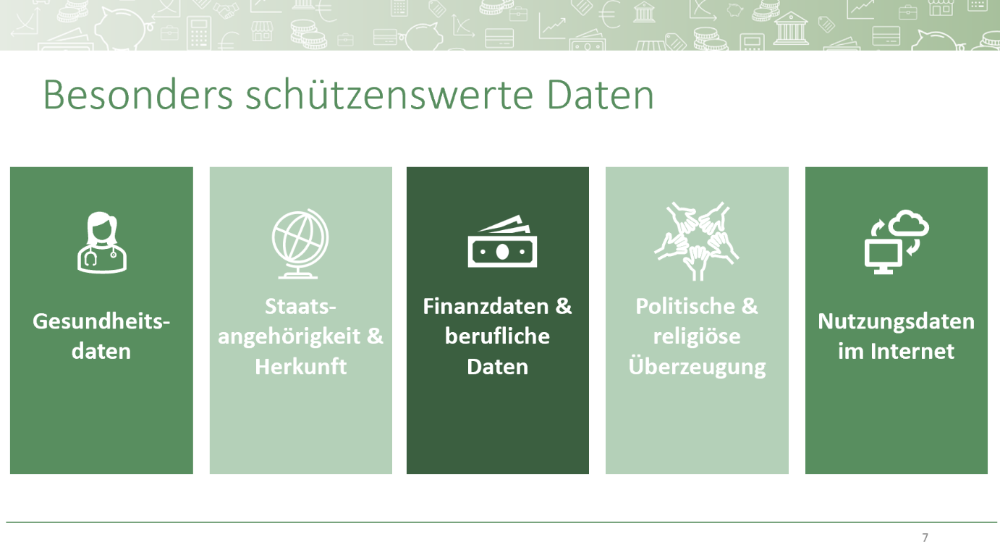 Besonders schützenswerte Daten
Gesundheits-
daten
Staats-
angehörigkeit &
Herkunft
Finanzdaten &
berufliche
Daten
Politische &
religiöse
Überzeugung
Nutzungsdaten
im Internet
7